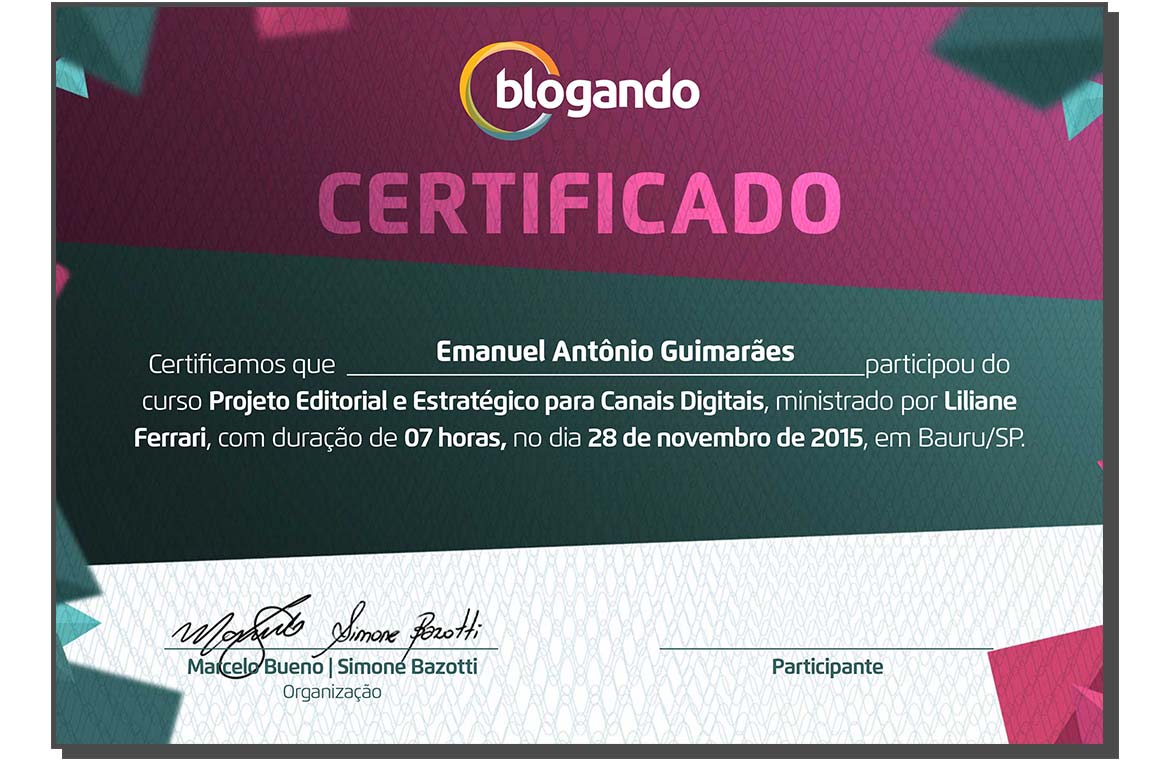 blogando
CERTIFICADO
Emanuel Antônio Guimarães
Certificamos que participou do
curso Projeto Editorial e Estratégico para Canais Digitais, ministrado por Liliane
Ferrari, com duração de 07 horas, no dia 28 de novembro de 2015, em Bauru/SP.
Simone Bazotti
Marcelo Bueno | Simone Bazotti
Organização
Participante